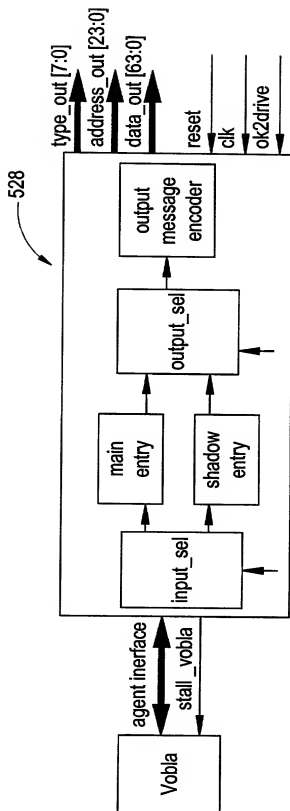 528
type_out [7:0]
address_out [23:0]
data_out [63:0]
reset
clk
ok2drive
output
message
encoder
output_sel
main
entry
shadow
entry
input_sel
agent inerface
stall_vobla
Vobla